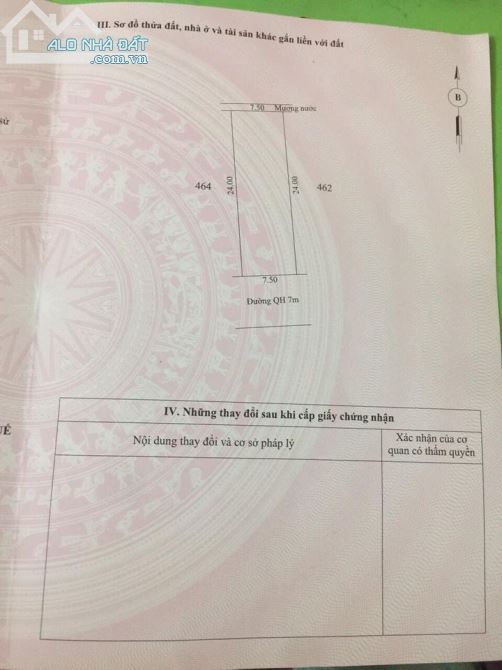 ALO NHÀ ĐẤT
.com.vn
III. Sơ đồ thửa đất, nhà ở và tài sản khác gắn liền với đất
B
sử
7.50 Mương nước
464
24.00
24.00
462
7.50
Đường QH 7m
UẾ
IV. Những thay đổi sau khi cấp giấy chứng nhận
Nội dung thay đổi và cơ sở pháp lý
Xác nhận của cơ
quan có thẩm quyền